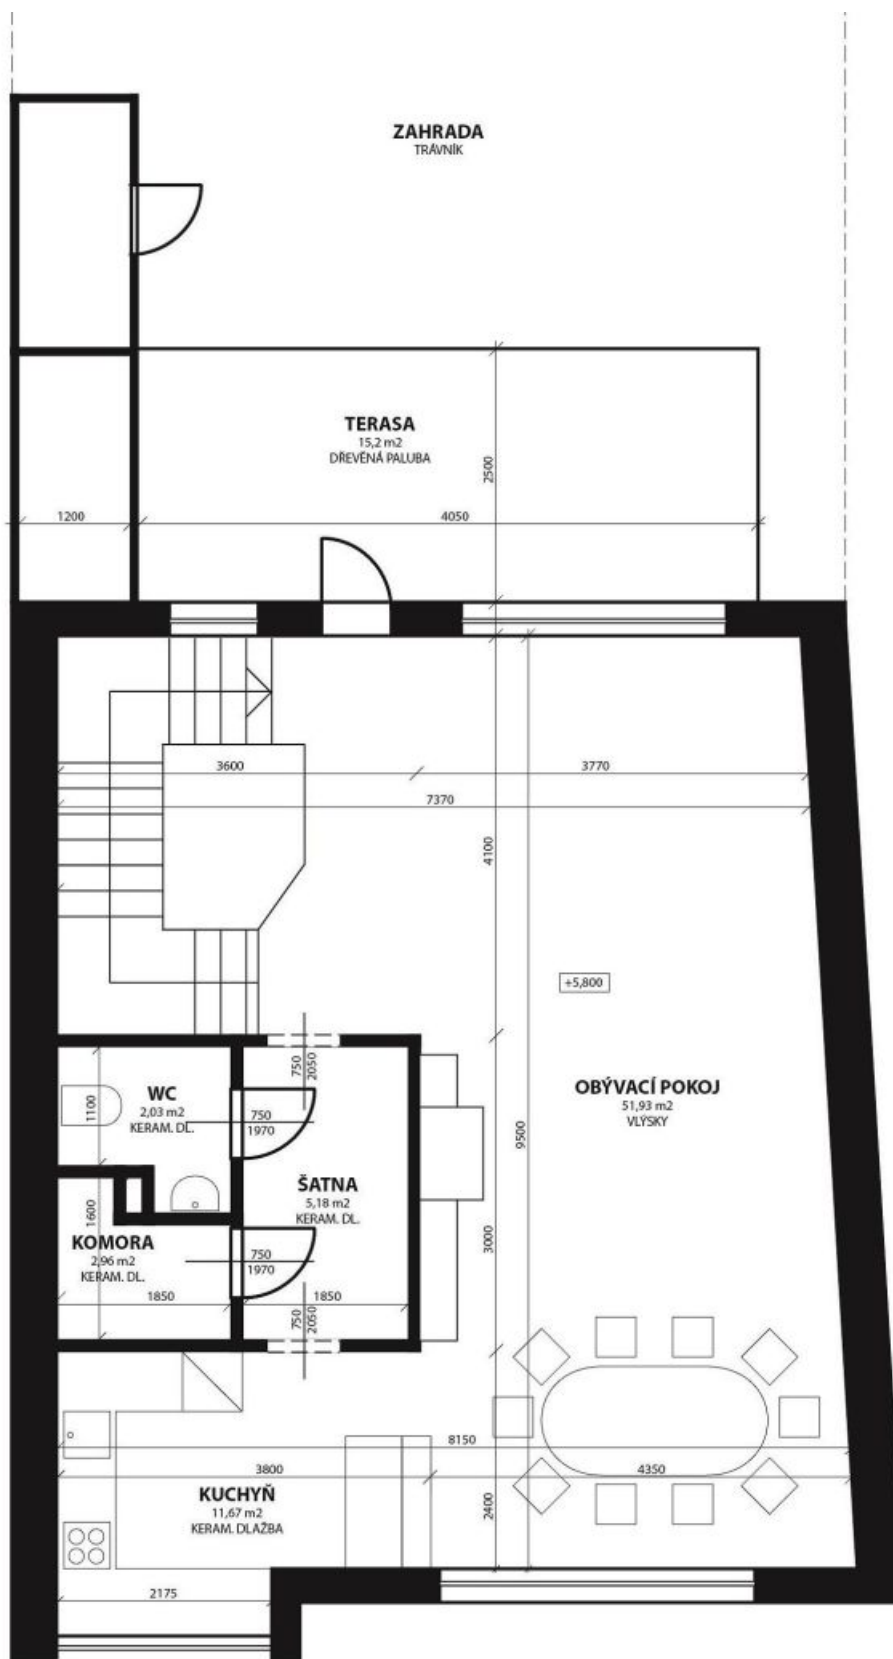 ZAHRADA
TRÁVNÍK
TERASA
15,2 m2
DŘEVĚNÁ PALUBA
2500
1200
4050
3600
3770
7370
4100
+5,800
750
2050
WC
2,03 m2
KERAM. DL.
1100
750
1970
OBÝVACÍ POKOJ
51,93 m2
VLÝSKY
9500
ŠATNA
5,18 m2
KERAM. DL.
1600
KOMORA
2,96 m2
KERAM. DL.
750
1970
3000
1850
1850
750
2050
8150
3800
4350
KUCHYŇ
11,67 m2
KERAM. DLAŽBA
2400
2175